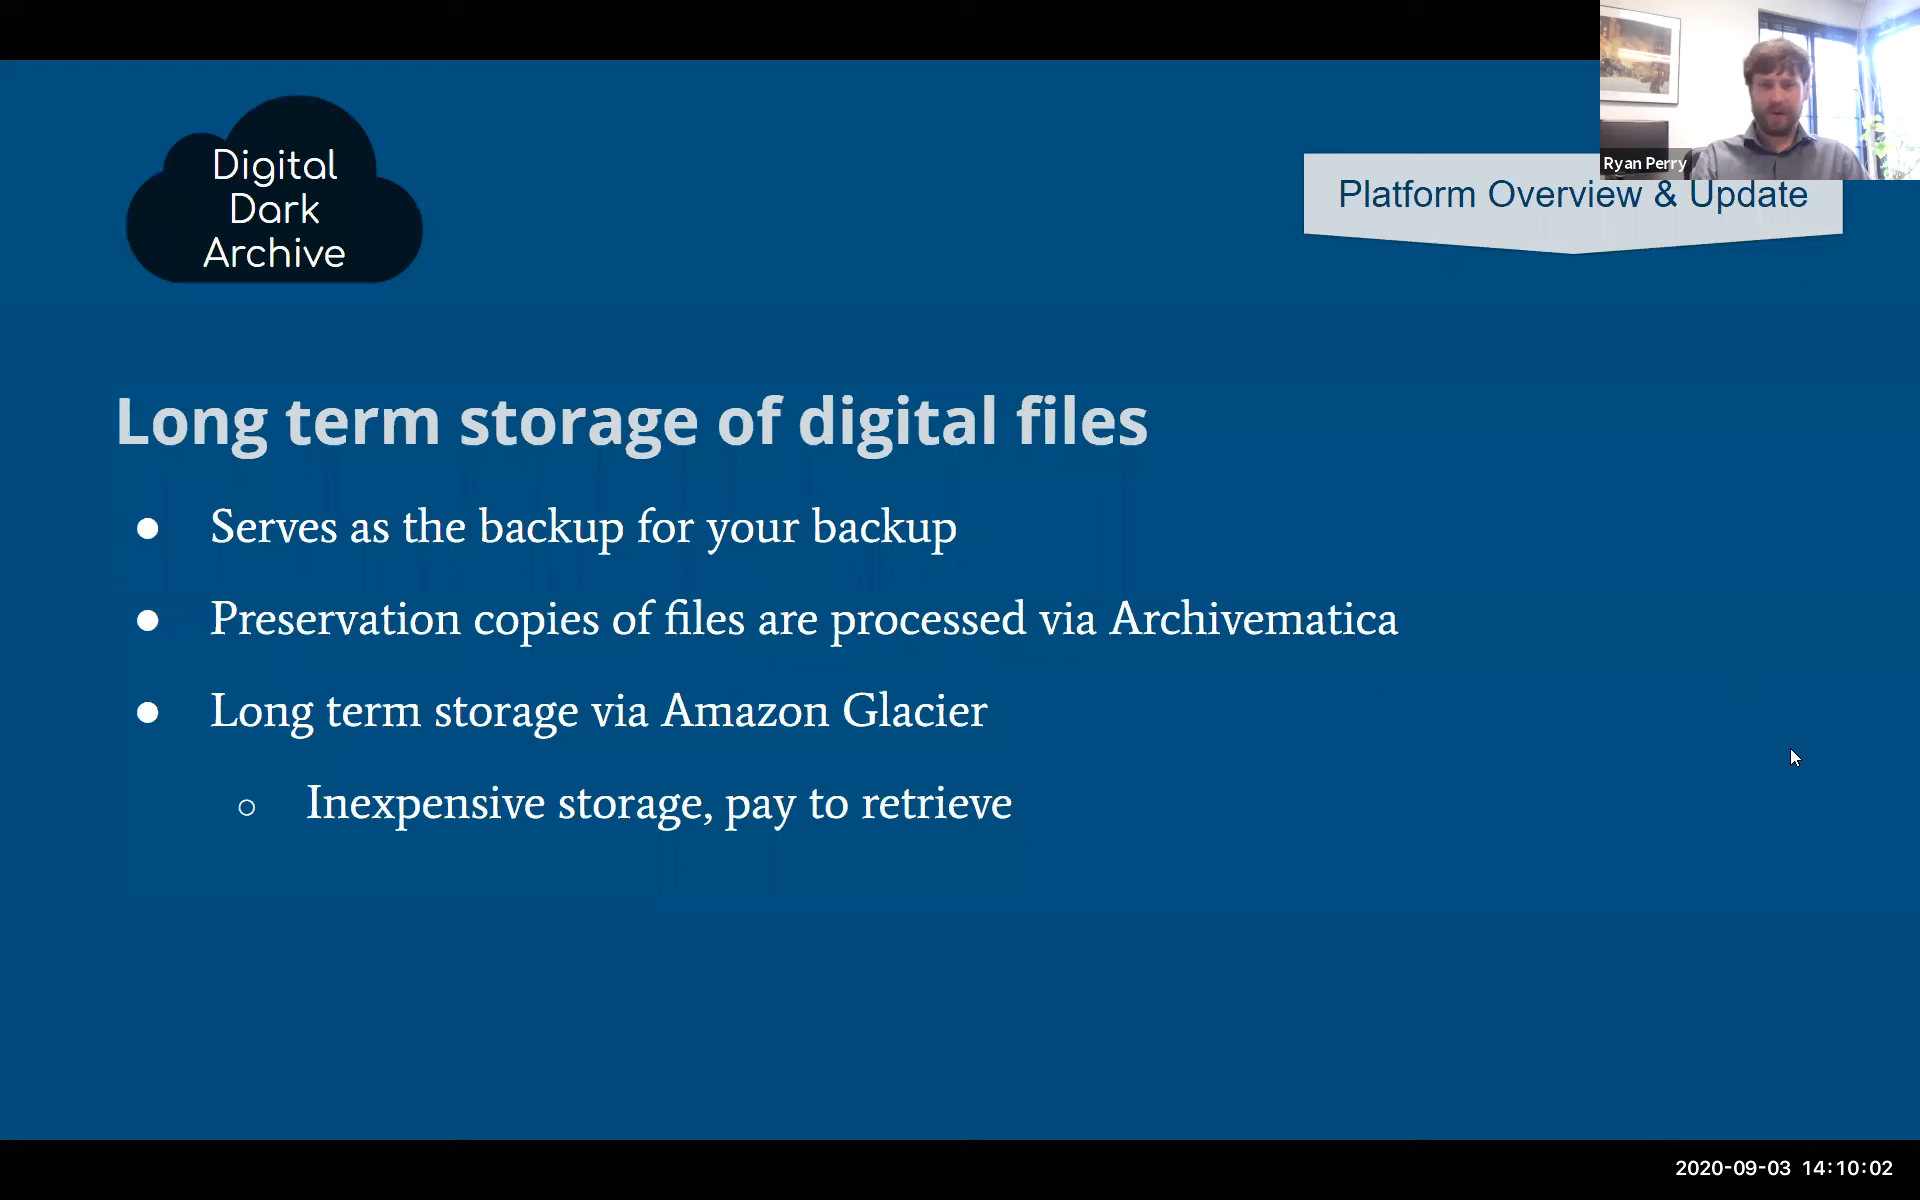 Digital
Dark
Archive
Ryan Perry
Platform Overview & Update
Long term storage of digital files
● Serves as the backup for your backup
● Preservation copies of files are processed via Archivematica
● Long term storage via Amazon Glacier
○ Inexpensive storage, pay to retrieve
2020-09-03 14:10:02